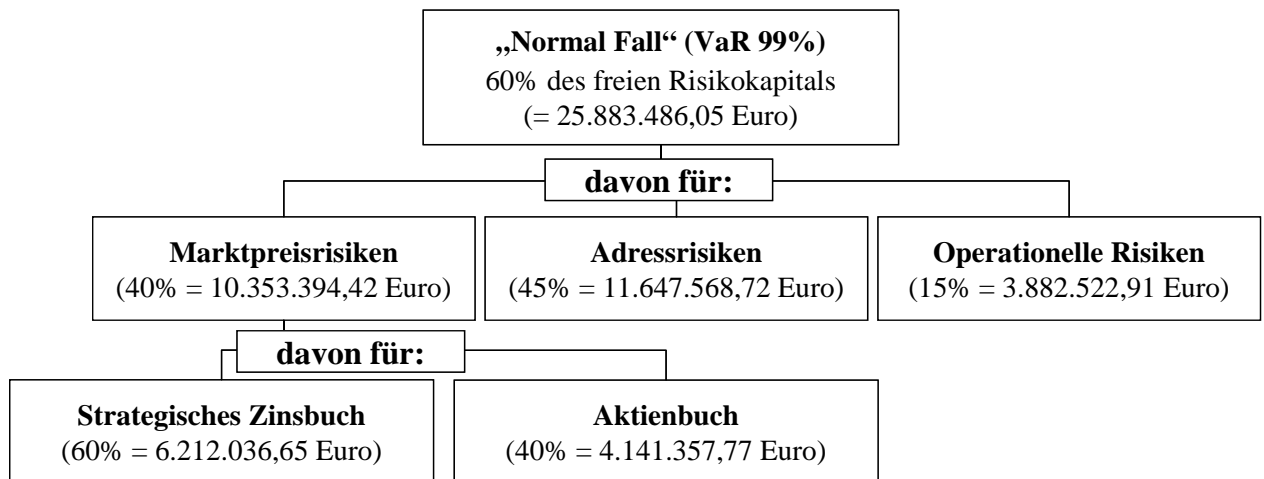 „Normal Fall“ (VaR 99%)
60% des freien Risikokapitals
(= 25.883.486,05 Euro)
davon für:
Marktpreisrisiken
(40% = 10.353.394,42 Euro)
Adressrisiken
(45% = 11.647.568,72 Euro)
Operationelle Risiken
(15% = 3.882.522,91 Euro)
davon für:
Strategisches Zinsbuch
(60% = 6.212.036,65 Euro)
Aktienbuch
(40% = 4.141.357,77 Euro)